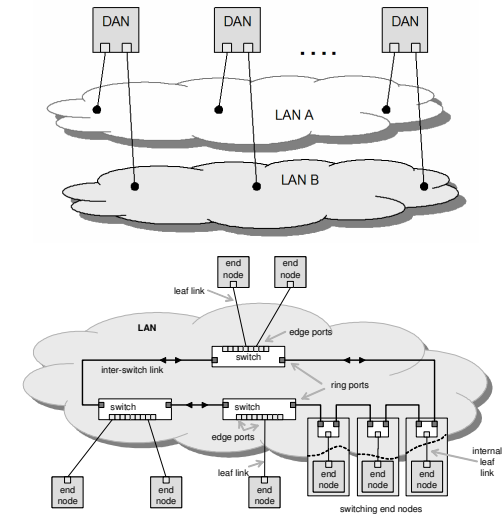 DAN
DAN
DAN
....
LAN A
LAN B
end
node
end
node
leaf link
LAN
edge ports
switch
inter-switch link
ring ports
switch
switch
edge ports
leaf link
internal
leaf
link
end
node
end
node
end
node
end
node
end
node
end
node
switching end nodes